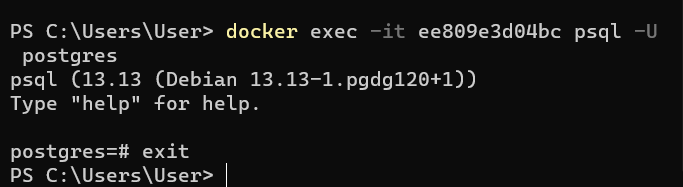 PS C:\Users\User> docker exec -it ee809e3d04bc psql -U
postgres
psql (13.13 (Debian 13.13-1.pgdg120+1))
Type "help" for help.
postgres=# exit
PS C:\Users\User>